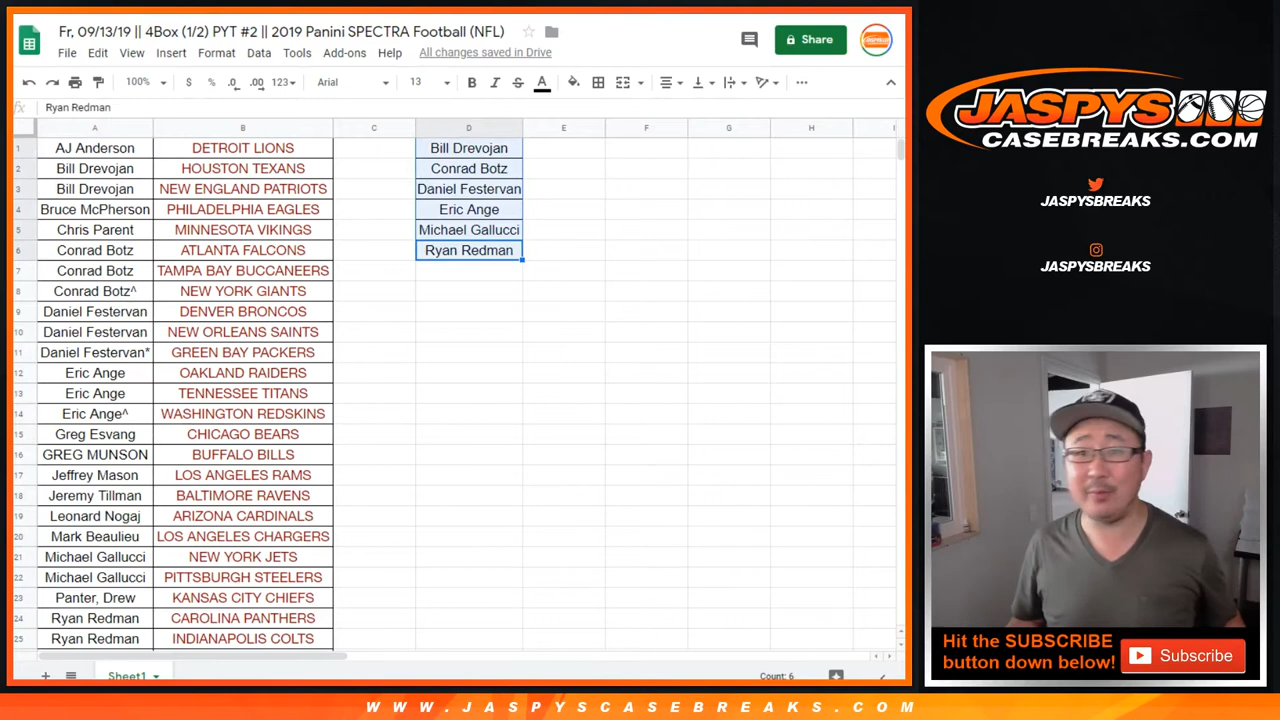 Fr, 09/13/19 || 4Box (1/2) PYT #2 || 2019 Panini SPECTRA Football (NFL)
File Edit View Insert Format Data Tools Add-ons Help All changes saved in Drive
Share
100% $ % .0 .00 123 Arial 13 B I S A
fx Ryan Redman
A B C D E F G H I
1 AJ Anderson DETROIT LIONS Bill Drevojan
2 Bill Drevojan HOUSTON TEXANS Conrad Botz
3 Bill Drevojan NEW ENGLAND PATRIOTS Daniel Festervan
4 Bruce McPherson PHILADELPHIA EAGLES Eric Ange
5 Chris Parent MINNESOTA VIKINGS Michael Gallucci
6 Conrad Botz ATLANTA FALCONS Ryan Redman
7 Conrad Botz TAMPA BAY BUCCANEERS
8 Conrad Botz^ NEW YORK GIANTS
9 Daniel Festervan DENVER BRONCOS
10 Daniel Festervan NEW ORLEANS SAINTS
11 Daniel Festervan* GREEN BAY PACKERS
12 Eric Ange OAKLAND RAIDERS
13 Eric Ange TENNESSEE TITANS
14 Eric Ange^ WASHINGTON REDSKINS
15 Greg Esvang CHICAGO BEARS
16 GREG MUNSON BUFFALO BILLS
17 Jeffrey Mason LOS ANGELES RAMS
18 Jeremy Tillman BALTIMORE RAVENS
19 Leonard Nogaj ARIZONA CARDINALS
20 Mark Beaulieu LOS ANGELES CHARGERS
21 Michael Gallucci NEW YORK JETS
22 Michael Gallucci PITTSBURGH STEELERS
23 Panter, Drew KANSAS CITY CHIEFS
24 Ryan Redman CAROLINA PANTHERS
25 Ryan Redman INDIANAPOLIS COLTS
Sheet1
Count: 6
JASPYS
CASEBREAKS.COM
JASPYSBREAKS
JASPYSBREAKS
Hit the SUBSCRIBE
button down below!
Subscribe
WWW.JASPYSCASEBREAKS.COM